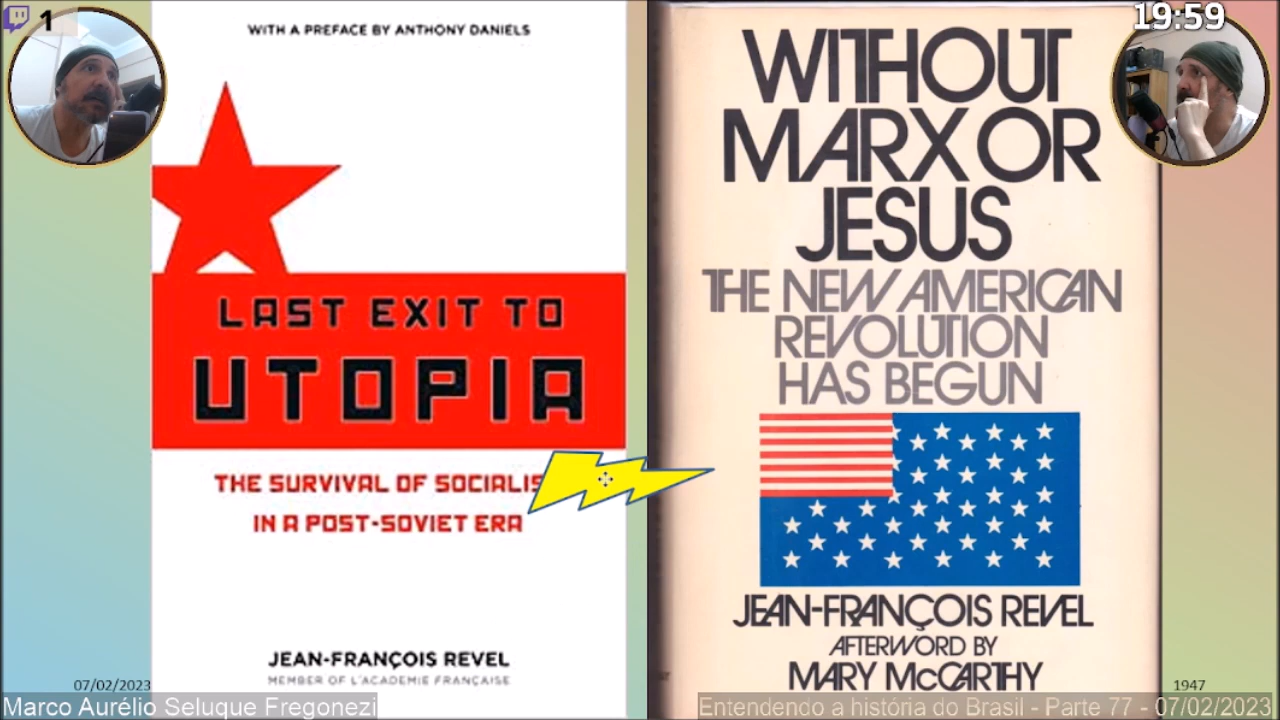 1
19:59
WITH A PREFACE BY ANTHONY DANIELS
LAST EXIT TO
UTOPIA
THE SURVIVAL OF SOCIALIS
IN A POST-SOVIET ERA
JEAN-FRANÇOIS REVEL
MEMBER OF L'ACADEMIE FRANÇAISE
WITHOUT
MARX OR
JESUS
THE NEW AMERICAN
REVOLUTION
HAS BEGUN
JEAN-FRANÇOIS REVEL
AFTERWORD BY
MARY McCARTHY
07/02/2023
1947
Marco Aurélio Seluque Fregonezi
Entendendo a história do Brasil - Parte 77 - 07/02/2023